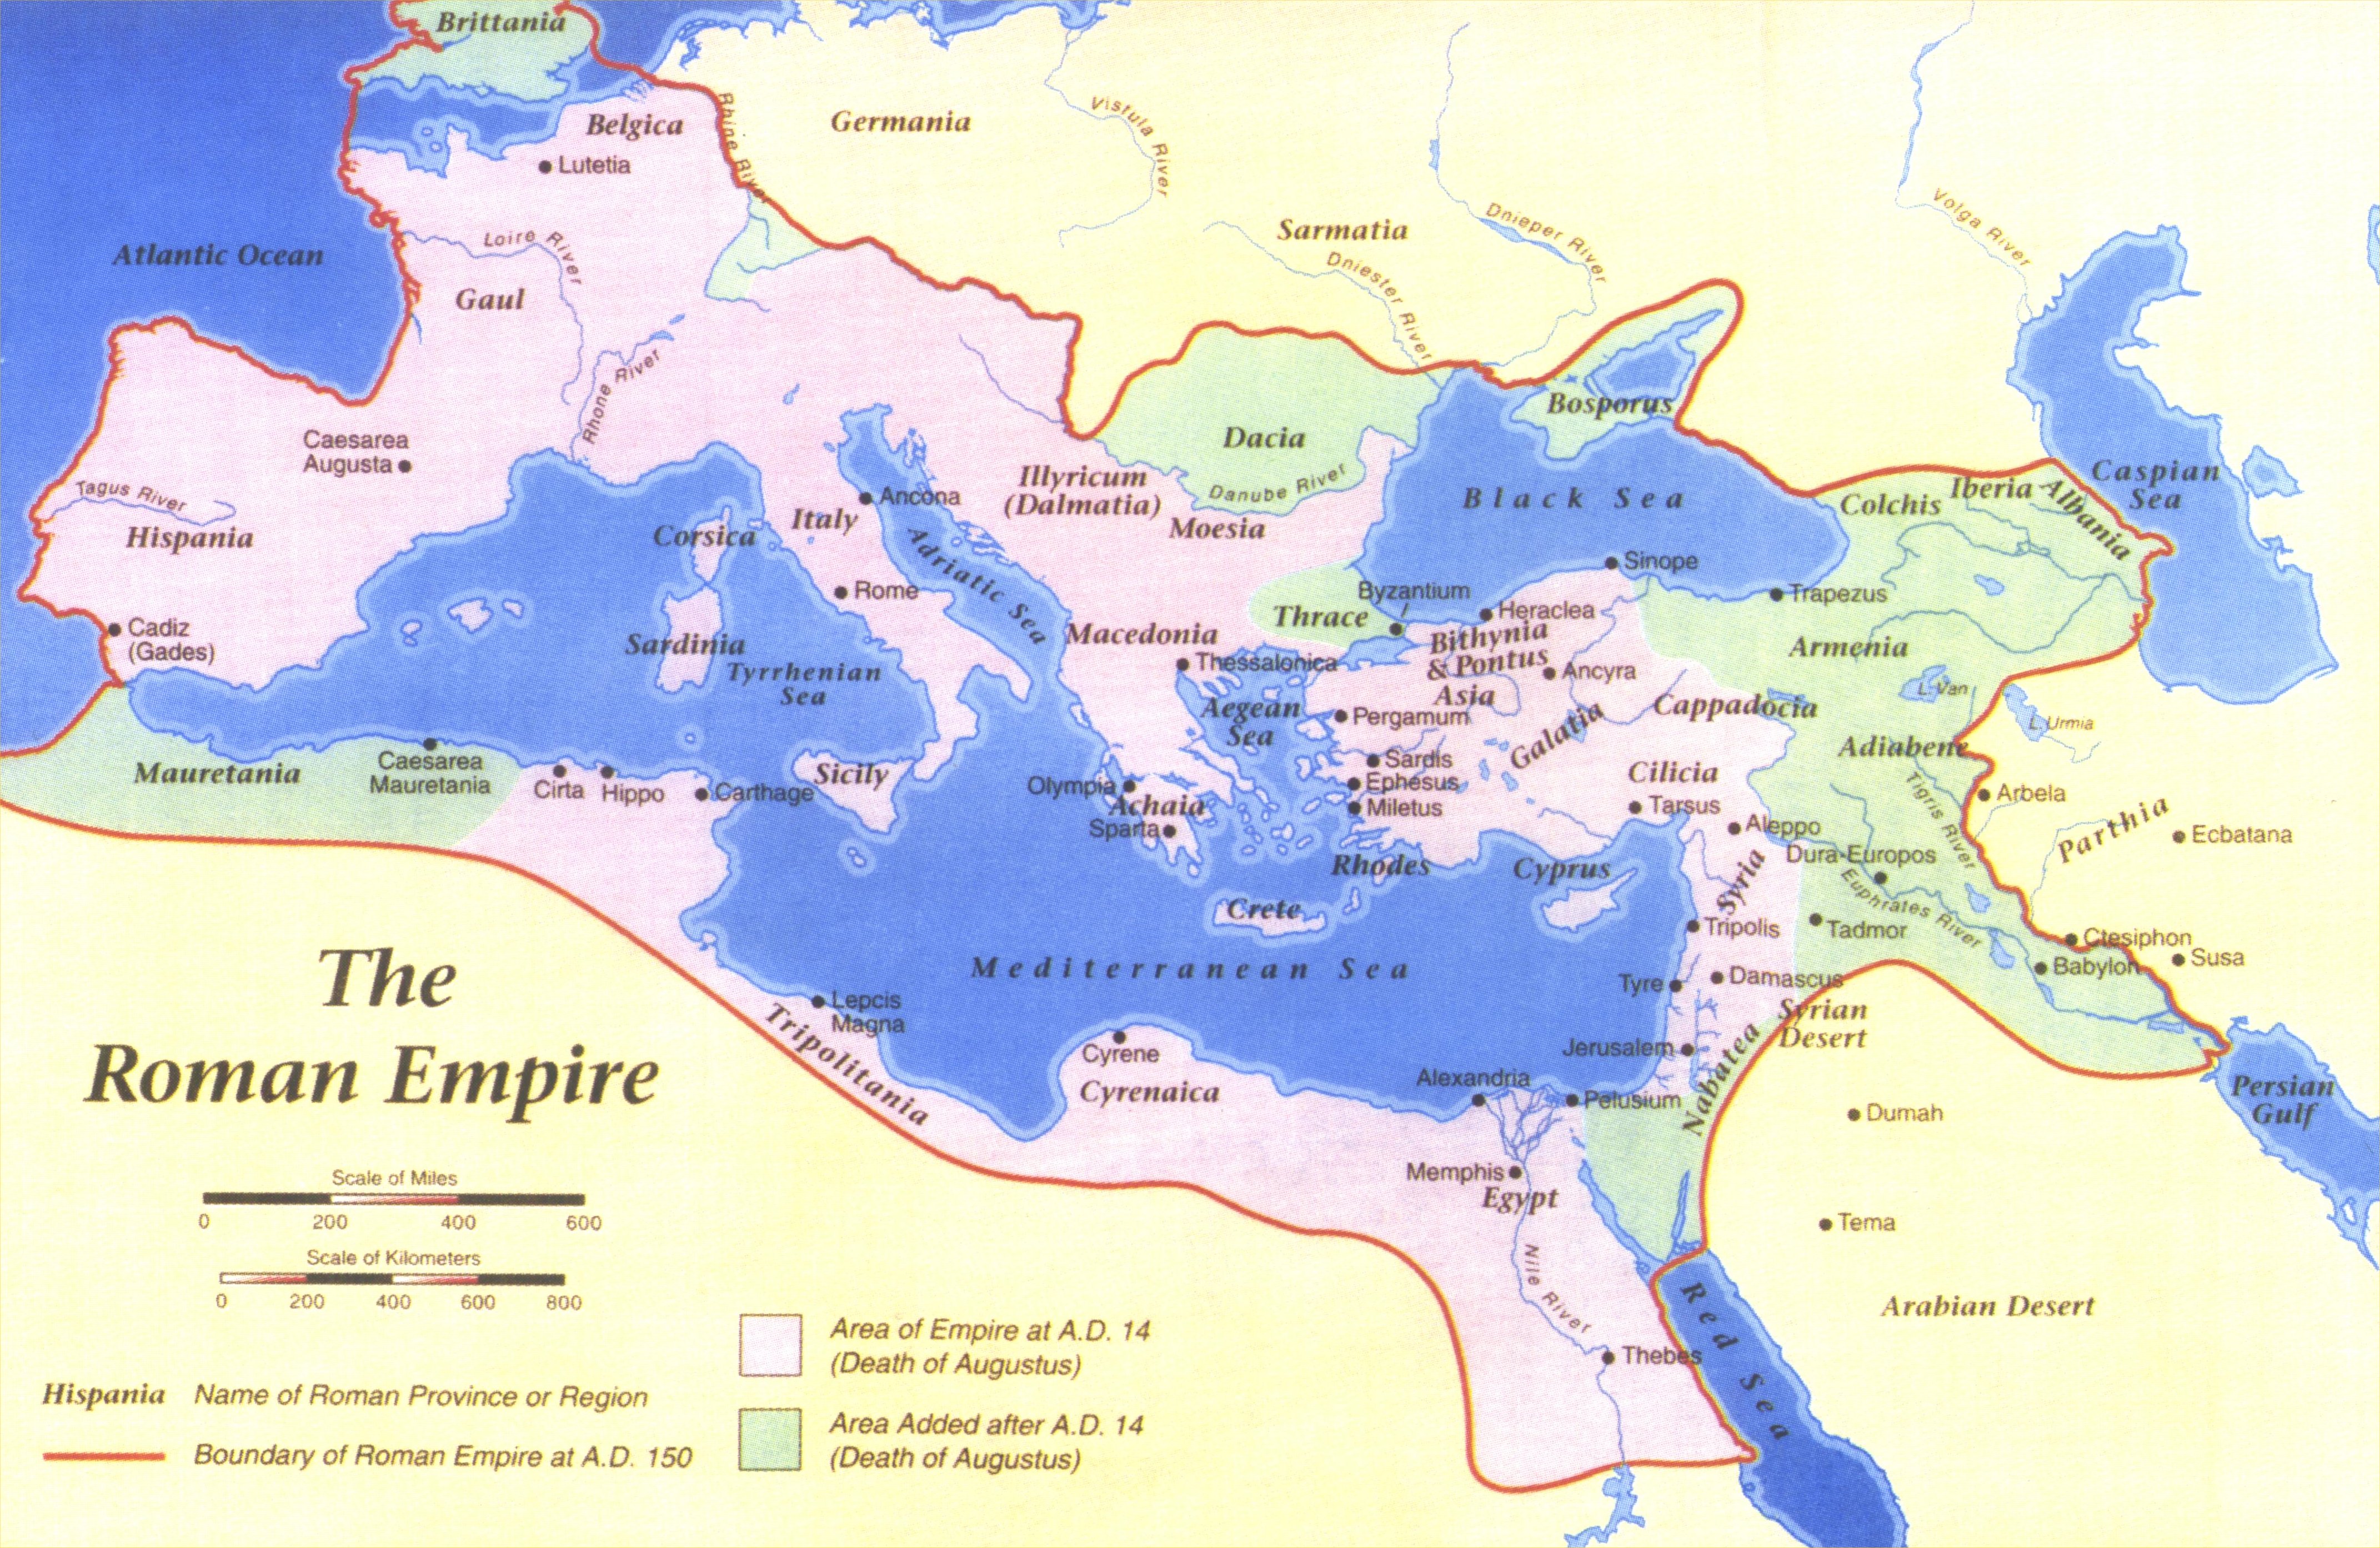 Brittania
Belgica
Lutetia
Rhine River
Germania
Vistula River
Sarmatia
Dniester River
Dnieper River
Volga River
Atlantic Ocean
Loire River
Gaul
Rhone River
Caesarea
Augusta
Tagus River
Hispania
Cadiz
(Gades)
Corsica
Sardinia
Tyrrhenian
Sea
Italy
Ancona
Rome
Adriatic Sea
Sicily
Illyricum
(Dalmatia)
Moesia
Dacia
Danube River
Bosporus
Black Sea
Colchis
Iberia
Albania
Caspian
Sea
Sinope
Trapezus
Byzantium
Heraclea
Thrace
Bithynia
& Pontus
Asia
Ancyra
Macedonia
Thessalonica
Aegean
Sea
Pergamum
Galatia
Cappadocia
Armenia
L. Van
L. Urmia
Adiabene
Sardis
Ephesus
Miletus
Cilicia
Tarsus
Aleppo
Tigris River
Arbela
Parthia
Ecbatana
Mauretania
Caesarea
Mauretania
Cirta
Hippo
Carthage
Olympia
Achaia
Sparta
Rhodes
Crete
Cyprus
Syria
Dura-Europos
Euphrates River
Tripolis
Tadmor
Ctesiphon
Susa
Babylon
Mediterranean Sea
Tyre
Damascus
Syrian
Desert
Lepcis
Magna
Tripolitania
Cyrene
Cyrenaica
Jerusalem
Nabatea
Alexandria
Pelusium
Persian
Gulf
Dumah
Memphis
Egypt
Tema
Nile River
Red Sea
Arabian Desert
Thebes
The
Roman Empire
Scale of Miles
0 200 400 600
Scale of Kilometers
0 200 400 600 800
Hispania Name of Roman Province or Region
Boundary of Roman Empire at A.D. 150
Area of Empire at A.D. 14
(Death of Augustus)
Area Added after A.D. 14
(Death of Augustus)